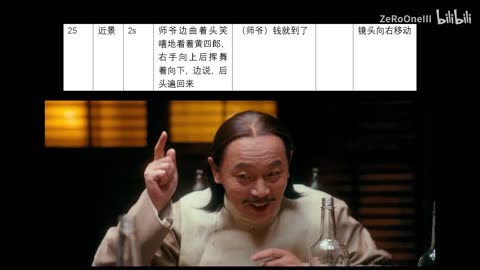 ZeRoOneIII bilibili
25 近景 2s 师爷边曲着头笑 （师爷）钱就到了 镜头向右移动
嘻地看着黄四郎，
右手向上后挥舞
着向下，边说，后
头遍回来